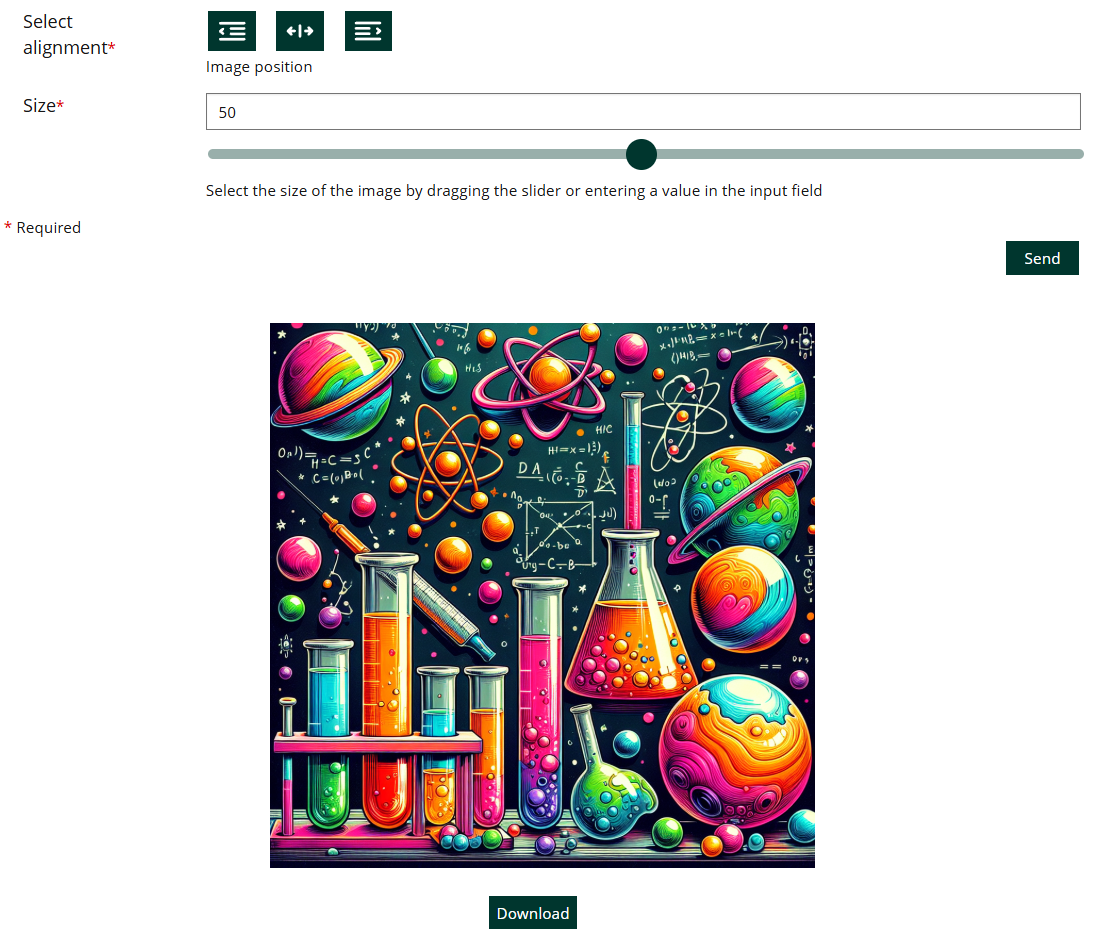 Select
alignment*
Image position
Size*
50
Select the size of the image by dragging the slider or entering a value in the input field
* Required
Send
HIC
D A
Download